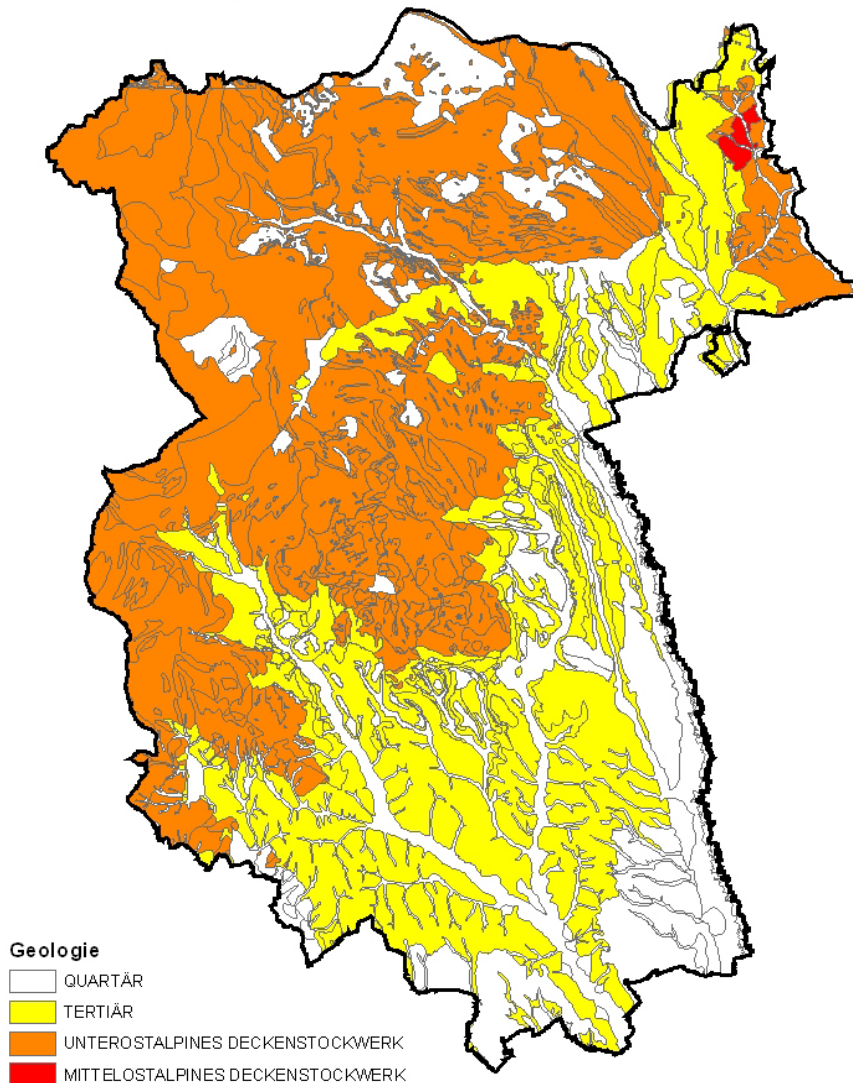 Geologie
QUARTÄR
TERTIÄR
UNTEROSTALPINES DECKENSTOCKWERK
MITTELOSTALPINES DECKENSTOCKWERK